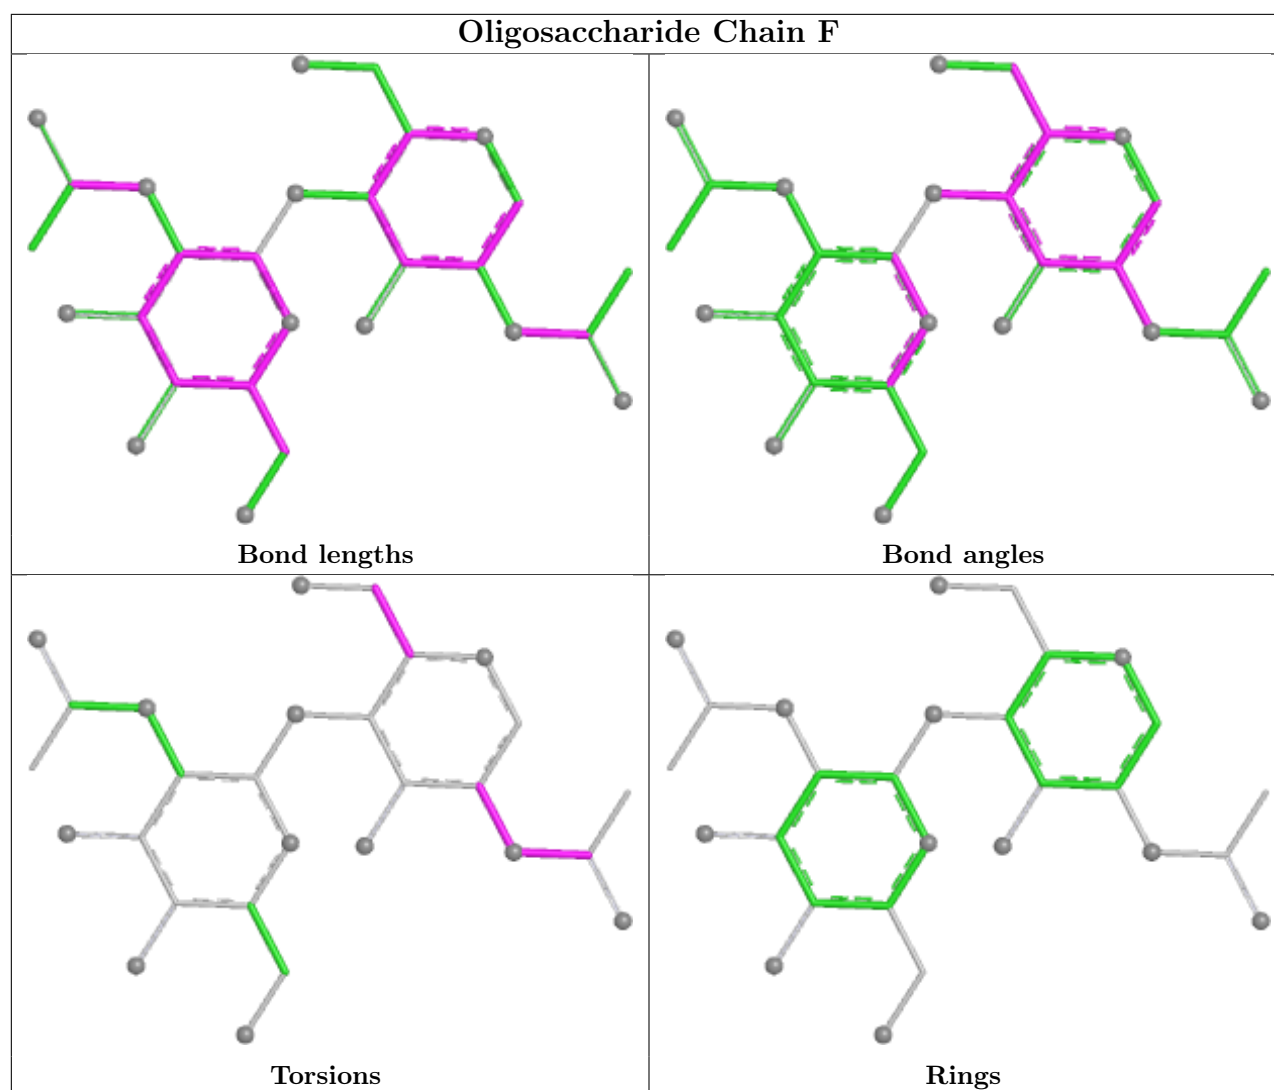 Oligosaccharide Chain F
Bond lengths
Bond angles
Torsions
Rings